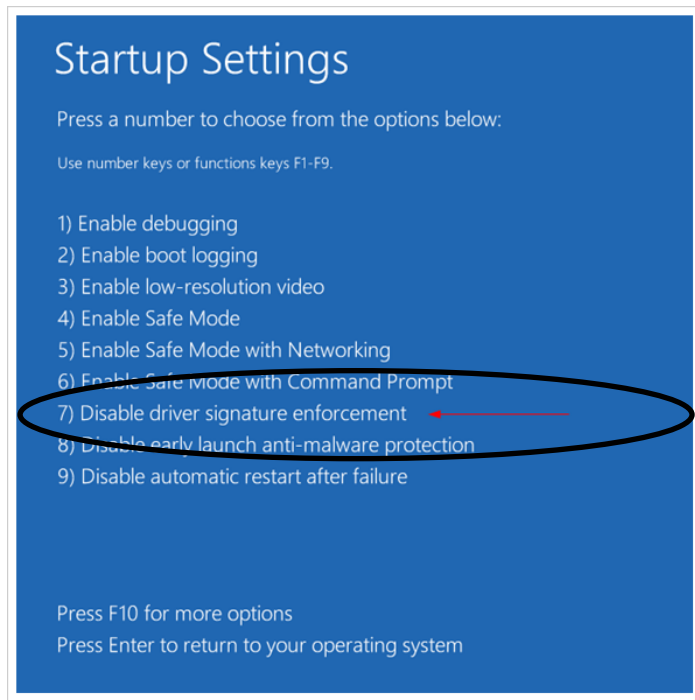 Startup Settings
Press a number to choose from the options below:
Use number keys or functions keys F1-F9.
1) Enable debugging
2) Enable boot logging
3) Enable low-resolution video
4) Enable Safe Mode
5) Enable Safe Mode with Networking
6) Enable Safe Mode with Command Prompt
7) Disable driver signature enforcement
8) Disable early launch anti-malware protection
9) Disable automatic restart after failure
Press F10 for more options
Press Enter to return to your operating system